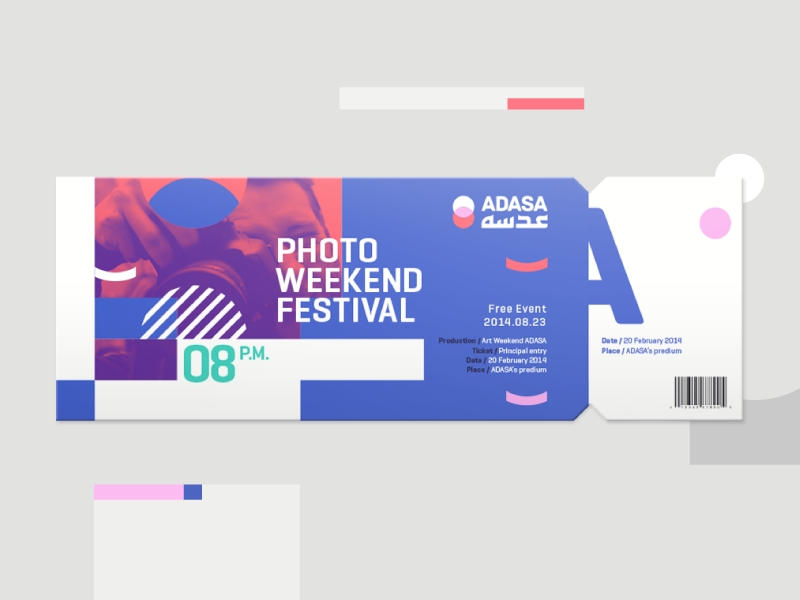 PHOTO
WEEKEND
FESTIVAL
08 P.M.
ADASA
عدسه
Free Event
2014.08.23
Production / Art Weekend ADASA
Ticket / Principal entry
Date / 20 February 2014
Place / ADASA's predium
A
Date / 20 February 2014
Place / ADASA's predium